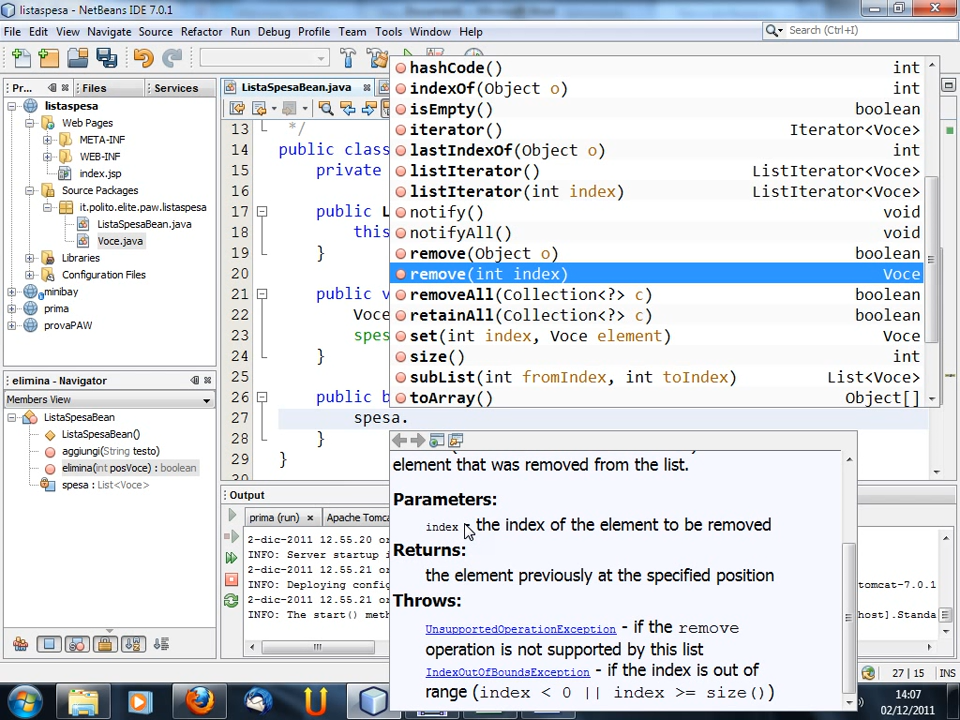 listaspesa - NetBeans IDE 7.0.1
File Edit View Navigate Source Refactor Run Debug Profile Team Tools Window Help
Search (Ctrl+I)
Pr... Files Services
listaspesa
Web Pages
META-INF
WEB-INF
index.jsp
Source Packages
it.polito.elite.paw.listaspesa
ListaSpesaBean.java
Voce.java
Libraries
Configuration Files
minibay
prima
provaPAW
elimina - Navigator
Members View
ListaSpesaBean
ListaSpesaBean()
aggiungi(String testo)
elimina(int posVoce) : boolean
spesa : List<Voce>
ListaSpesaBean.java
13 */
14 public class
15 private
16
17 public L
18 this
19 }
20
21 public v
22 Voce
23 spes
24 }
25
26 public b
27 spesa.
28 }
29 }
hashCode() int
indexOf(Object o) int
isEmpty() boolean
iterator() Iterator<Voce>
lastIndexOf(Object o) int
listIterator() ListIterator<Voce>
listIterator(int index) ListIterator<Voce>
notify() void
notifyAll() void
remove(Object o) boolean
remove(int index) Voce
removeAll(Collection<?> c) boolean
retainAll(Collection<?> c) boolean
set(int index, Voce element) Voce
size() int
subList(int fromIndex, int toIndex) List<Voce>
toArray() Object[]
element that was removed from the list.
Parameters:
index - the index of the element to be removed
Returns:
the element previously at the specified position
Throws:
UnsupportedOperationException - if the remove
operation is not supported by this list
IndexOutOfBoundsException - if the index is out of
range (index < 0 || index >= size())
Output
prima (run) Apache Tomca
2-dic-2011 12.55.20 or
INFO: Server startup i
2-dic-2011 12.55.21 or
INFO: Deploying config
2-dic-2011 12.55.21 or
INFO: The start() meth
tomcat-7.0.1
host].Standa
27 | 15 INS
14:07
02/12/2011